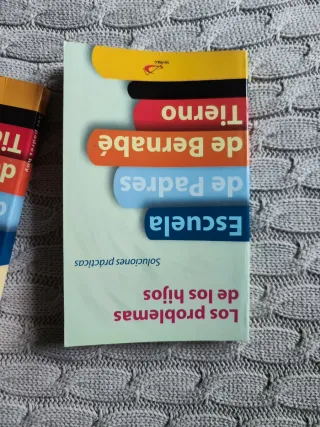 Los problemas
de los hijos
Soluciones prácticas
Escuela
de Padres
de Bernabé
Tierno